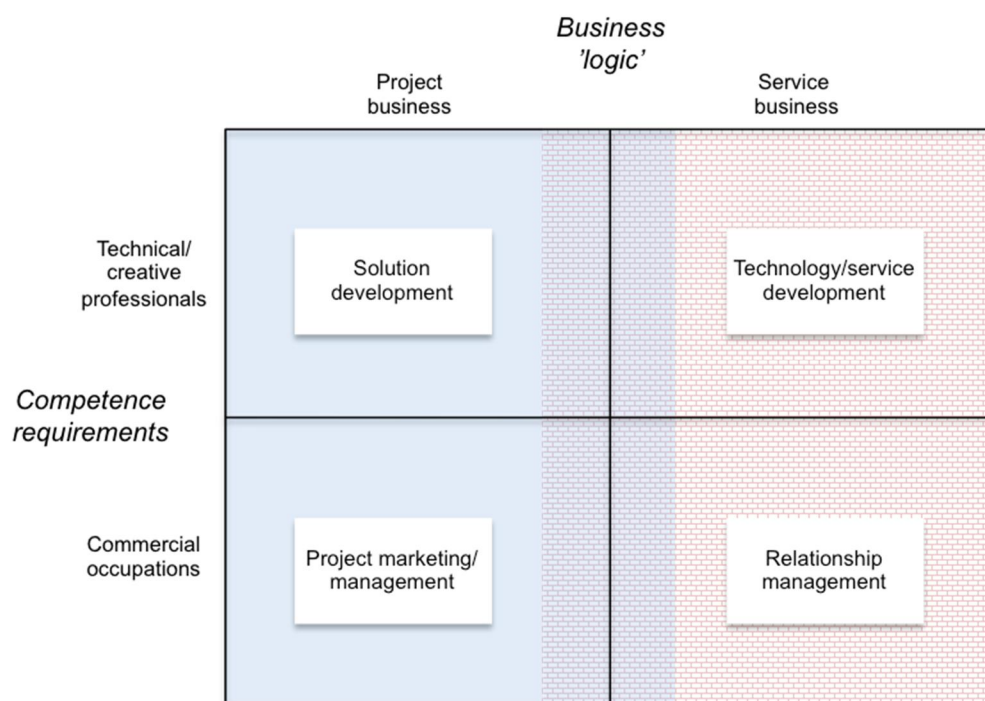 Business
’logic’
Project
business
Service
business
Technical/
creative
professionals
Solution
development
Technology/service
development
Competence
requirements
Commercial
occupations
Project marketing/
management
Relationship
management